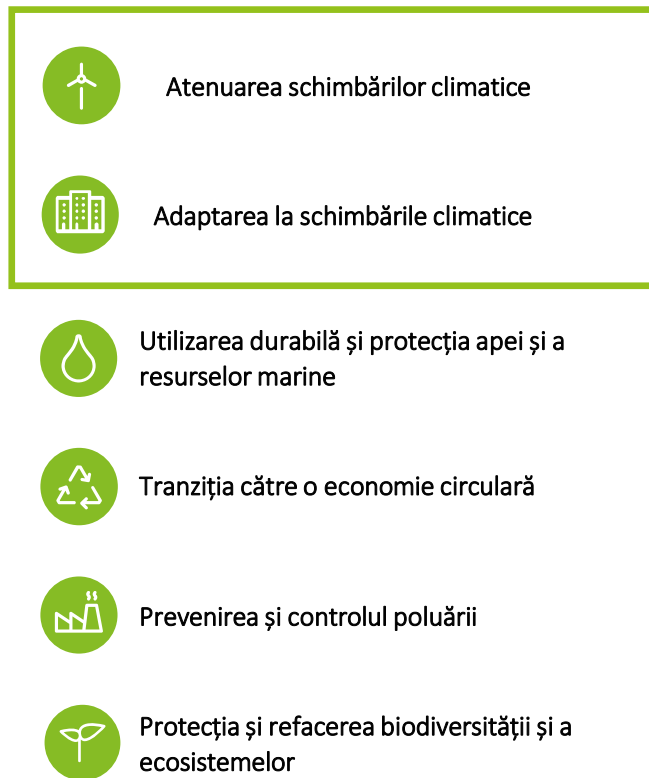 Atenuarea schimbărilor climatice
Adaptarea la schimbările climatice
Utilizarea durabilă și protecția apei și a
resurselor marine
Tranziția către o economie circulară
Prevenirea și controlul poluării
Protecția și refacerea biodiversității și a
ecosistemelor